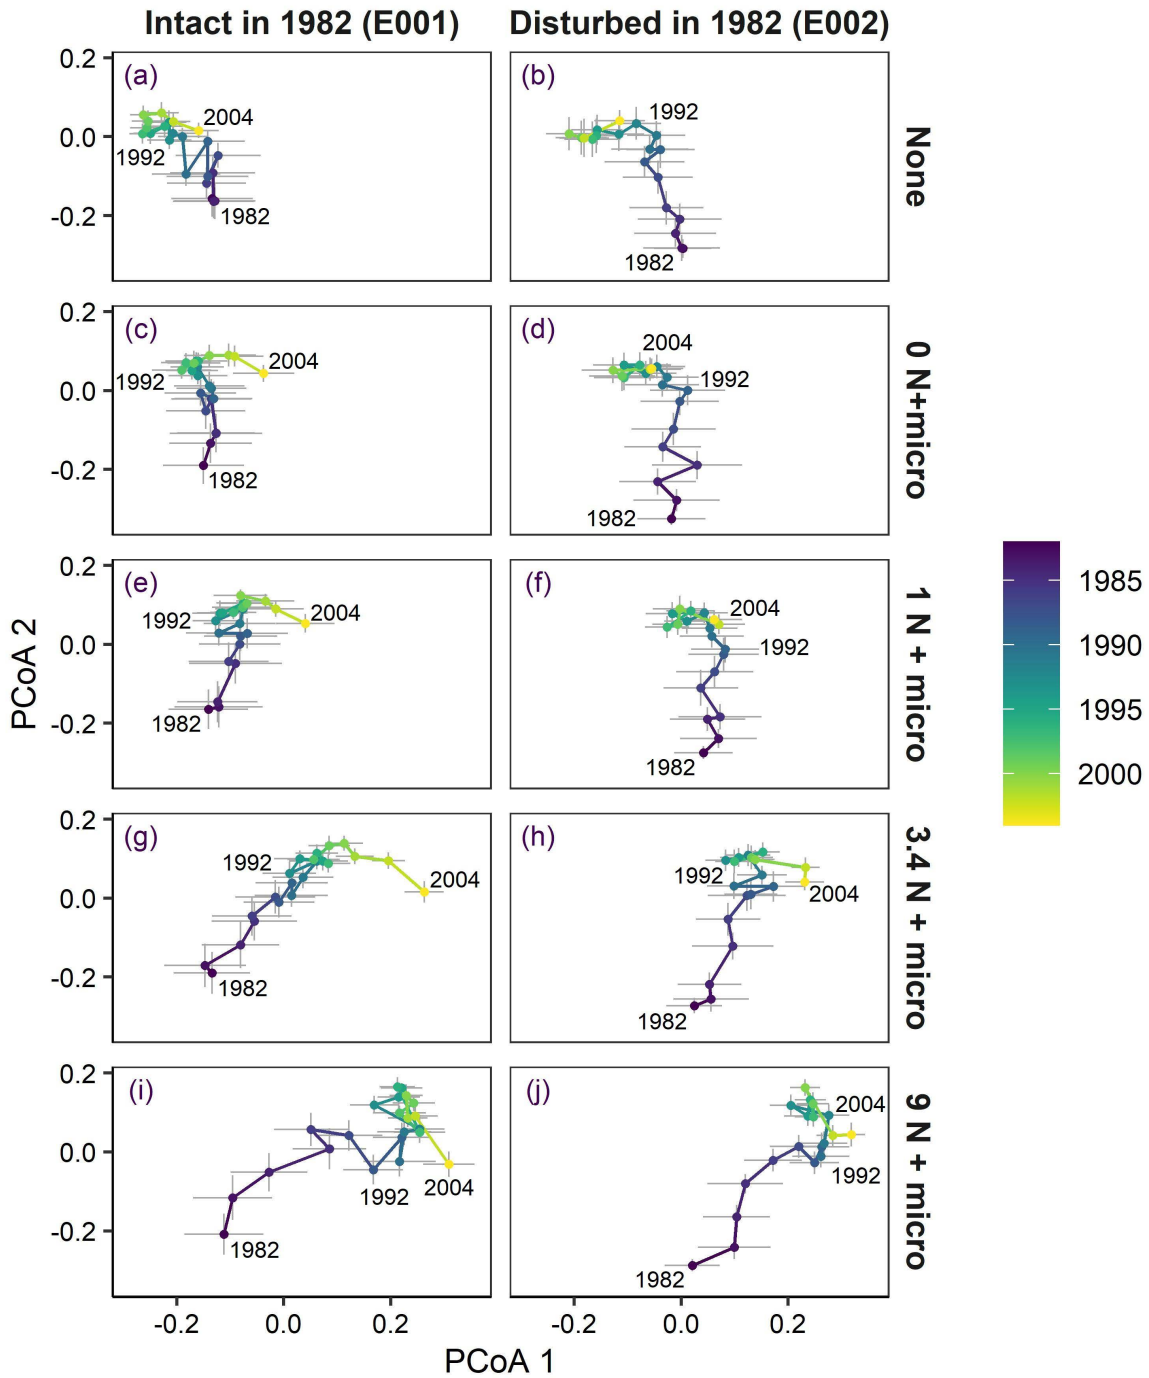 Intact in 1982 (E001)
Disturbed in 1982 (E002)
0.2
0.0
-0.2
(a)
2004
1992
1982
(b)
1992
1982
None
0.2
0.0
-0.2
(c)
2004
1992
1982
(d)
2004
1992
1982
0 N+micro
0.2
0.0
-0.2
(e)
1992
2004
1982
(f)
2004
1992
1982
1 N + micro
0.2
0.0
-0.2
(g)
1992
2004
1982
(h)
1992
2004
1982
3.4 N + micro
0.2
0.0
-0.2
(i)
1992
2004
1982
(j)
2004
1992
1982
9 N + micro
-0.2
0.0
0.2
-0.2
0.0
0.2
PCoA 1
PCoA 2
1985
1990
1995
2000